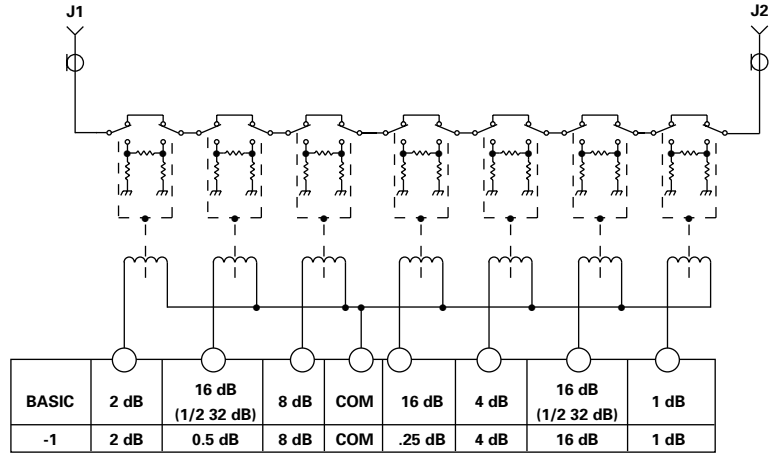 J1
J2
BASIC 2 dB 16 dB (1/2 32 dB) 8 dB COM 16 dB 4 dB 16 dB (1/2 32 dB) 1 dB
-1 2 dB 0.5 dB 8 dB COM .25 dB 4 dB 16 dB 1 dB